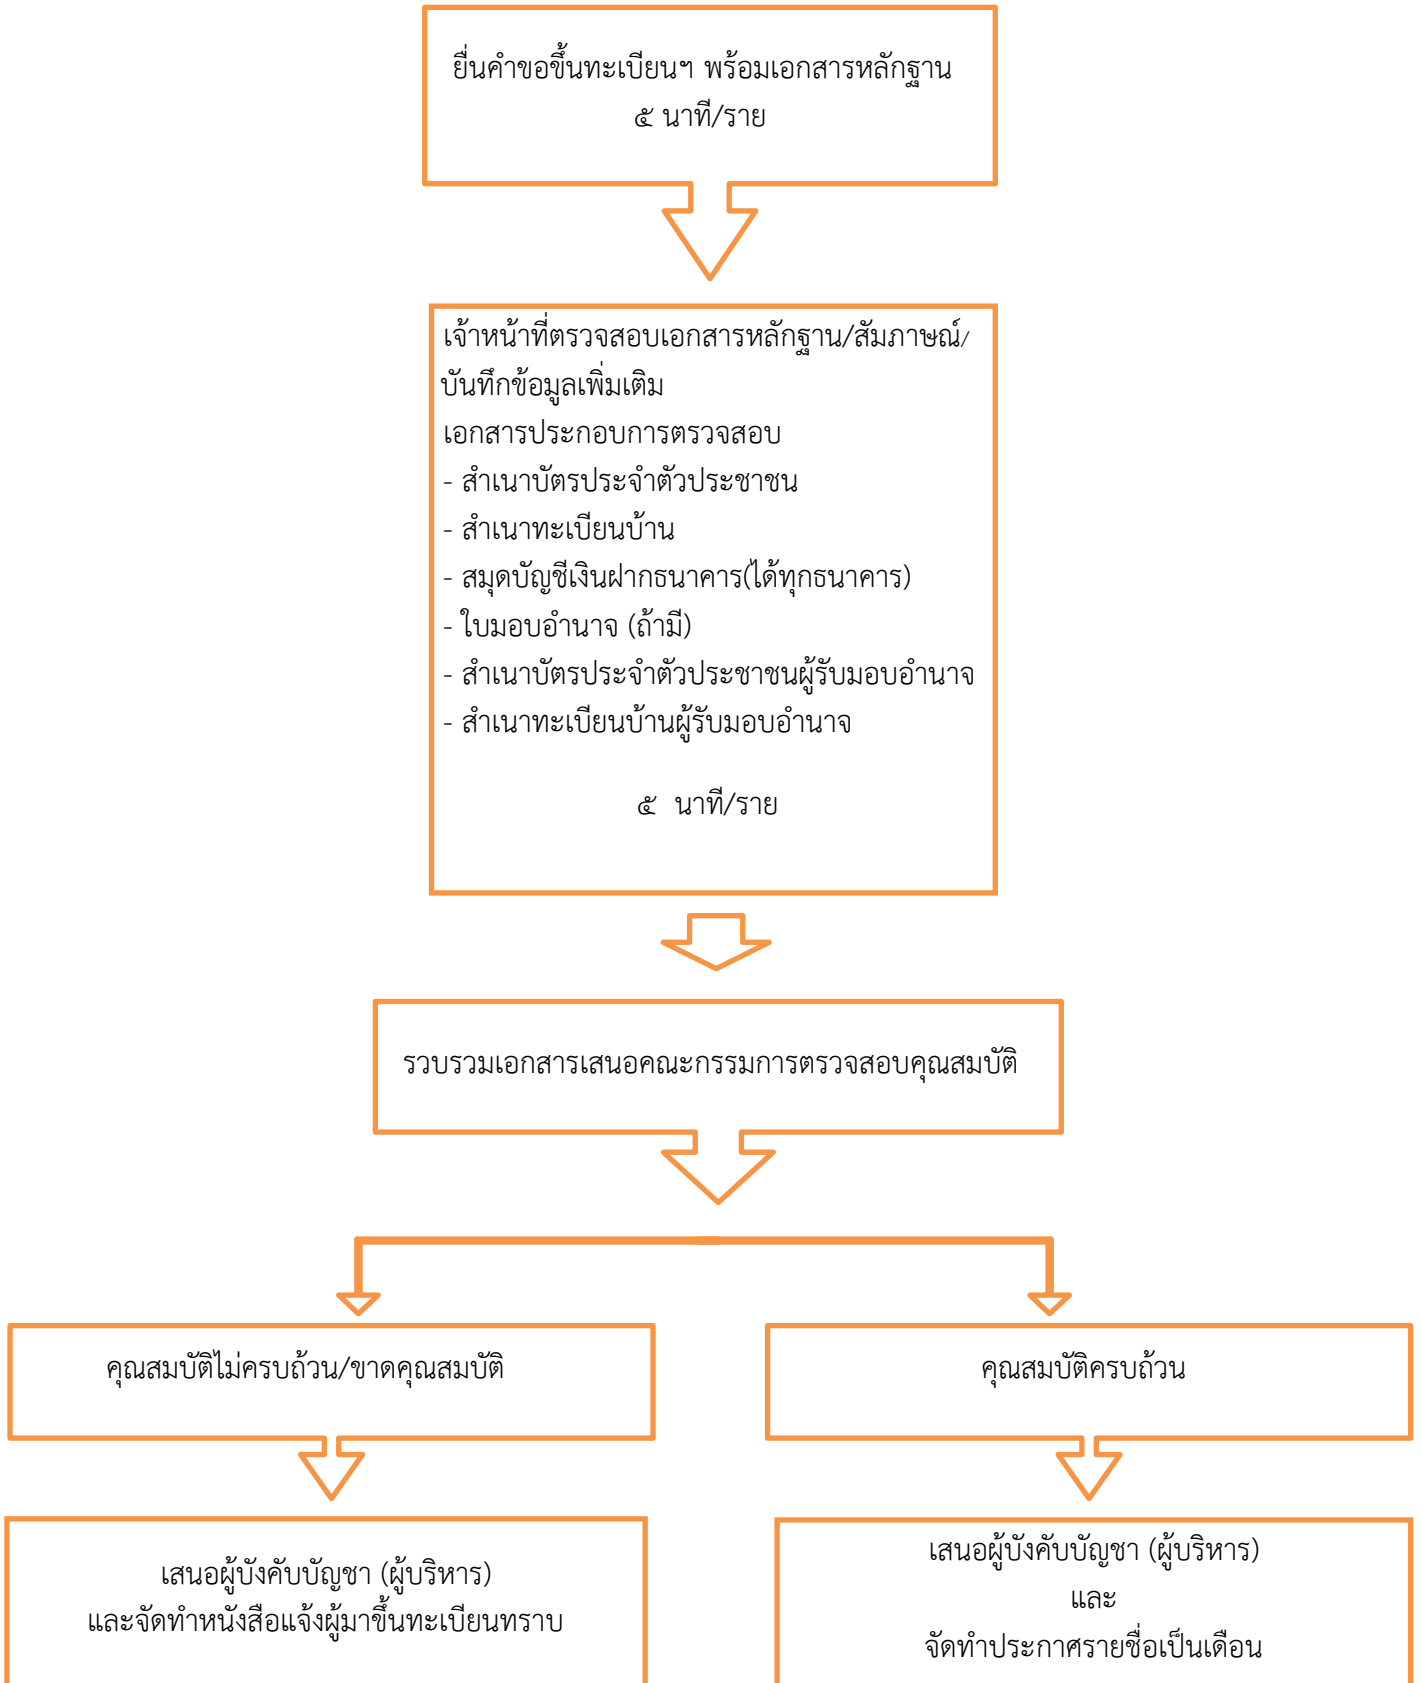 ยื่นคำขอขึ้นทะเบียนฯ พร้อมเอกสารหลักฐาน
๕ นาที/ราย
เจ้าหน้าที่ตรวจสอบเอกสารหลักฐาน/สัมภาษณ์/
บันทึกข้อมูลเพิ่มเติม
เอกสารประกอบการตรวจสอบ
- สำเนาบัตรประจำตัวประชาชน
- สำเนาทะเบียนบ้าน
- สมุดบัญชีเงินฝากธนาคาร(ได้ทุกธนาคาร)
- ใบมอบอำนาจ (ถ้ามี)
- สำเนาบัตรประจำตัวประชาชนผู้รับมอบอำนาจ
- สำเนาทะเบียนบ้านผู้รับมอบอำนาจ
๕ นาที/ราย
รวบรวมเอกสารเสนอคณะกรรมการตรวจสอบคุณสมบัติ
คุณสมบัติไม่ครบถ้วน/ขาดคุณสมบัติ
คุณสมบัติครบถ้วน
เสนอผู้บังคับบัญชา (ผู้บริหาร)
และจัดทำหนังสือแจ้งผู้มาขึ้นทะเบียนทราบ
เสนอผู้บังคับบัญชา (ผู้บริหาร)
และ
จัดทำประกาศรายชื่อเป็นเดือน